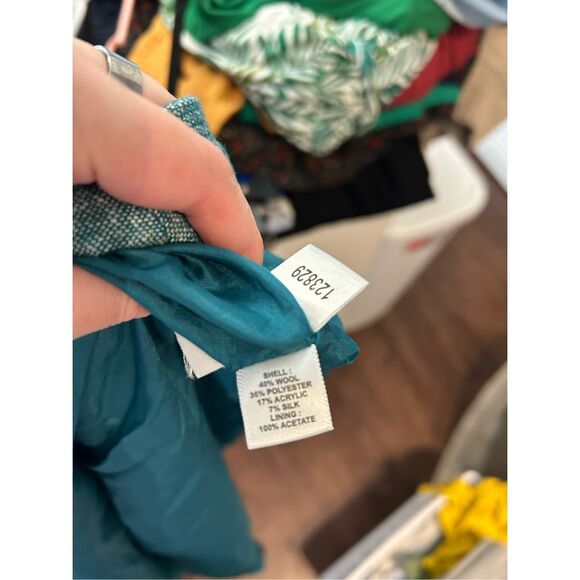 123829
SHELL :
40% WOOL
36% POLYESTER
17% ACRYLIC
7% SILK
LINING :
100% ACETATE